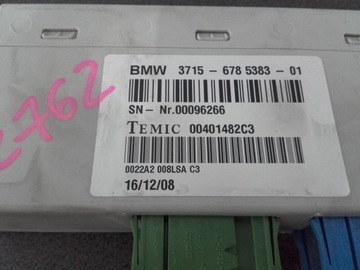 BMW 3715 - 678 5383 - 01
SN - Nr.00096266
TEMIC 00401482C3
0022A2 008LSA C3
16/12/08
2762